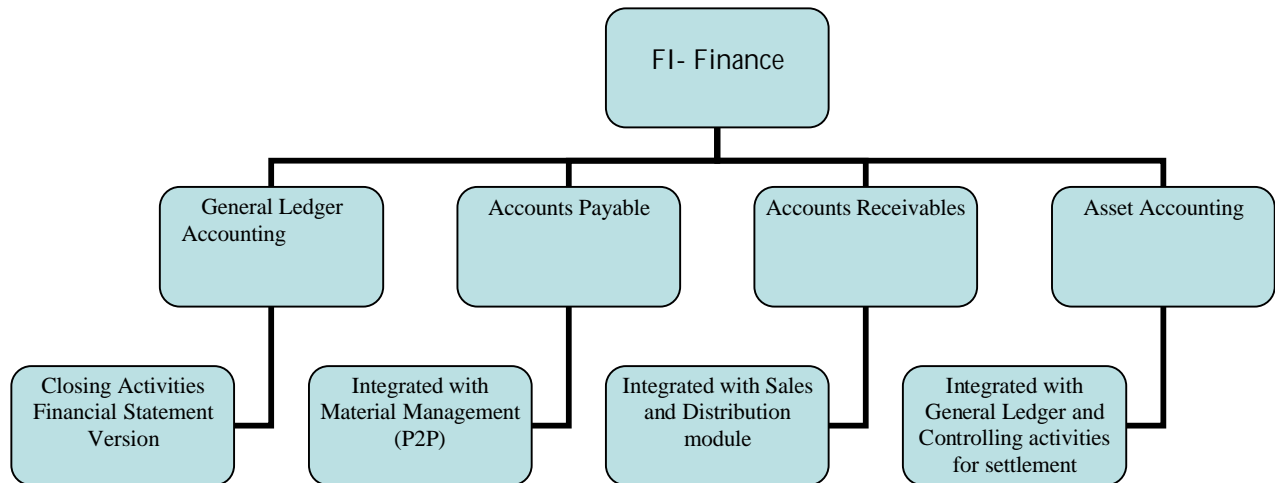 FI- Finance
General Ledger
Accounting
Accounts Payable
Accounts Receivables
Asset Accounting
Closing Activities
Financial Statement
Version
Integrated with
Material Management
(P2P)
Integrated with Sales
and Distribution
module
Integrated with
General Ledger and
Controlling activities
for settlement